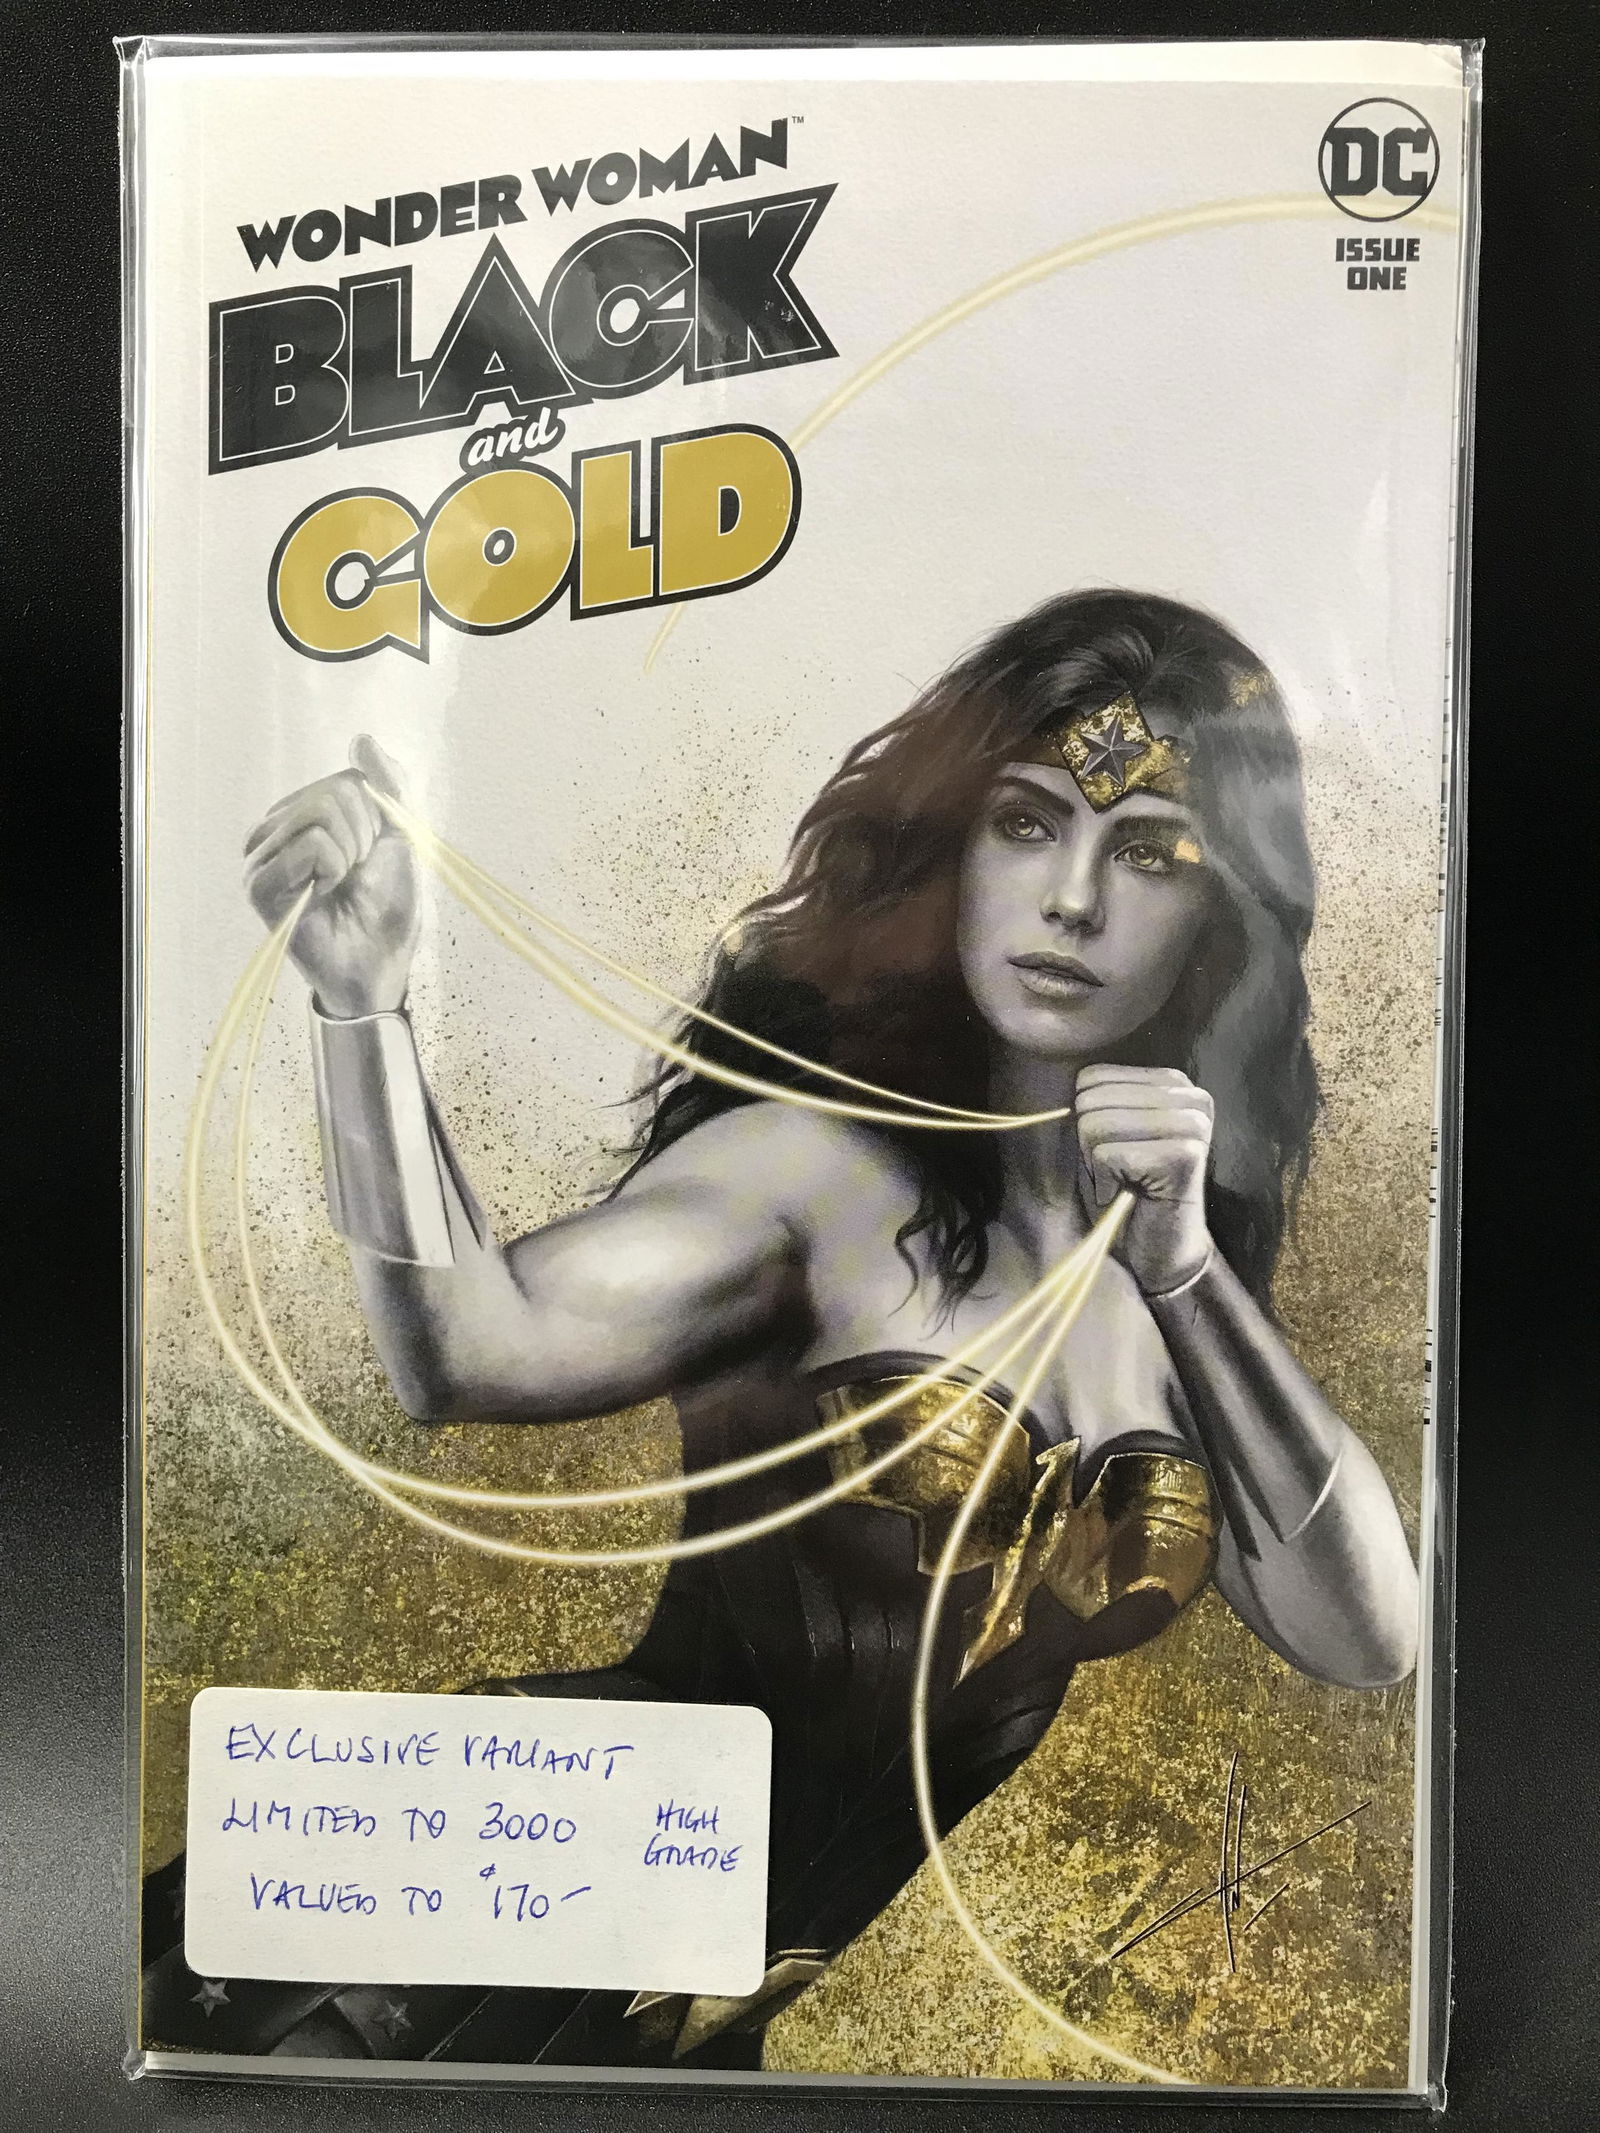 WONDER WOMAN™
BLACK
and
GOLD
DC
ISSUE
ONE
EXCLUSIVE VARIANT
LIMITED TO 3000
HIGH
GRADE
VALUED TO $170-